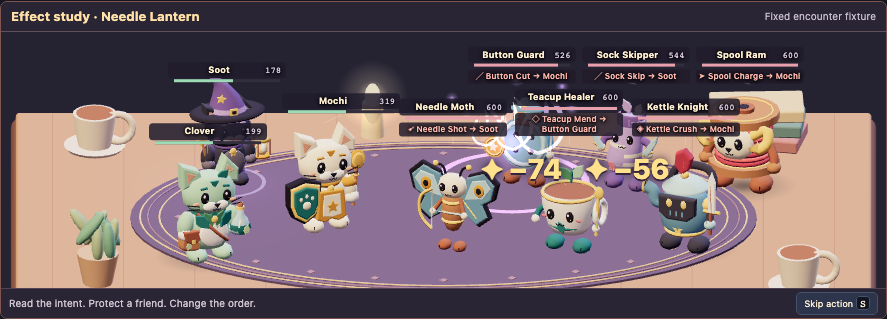 Effect study · Needle Lantern
Fixed encounter fixture
Button Guard 526
／ Button Cut → Mochi
Sock Skipper 544
／ Sock Skip → Soot
Spool Ram 600
➤ Spool Charge → Mochi
Soot 178
Mochi 319
Needle Moth 600
➶ Needle Shot → Soot
Teacup Healer 600
◇ Teacup Mend →
Button Guard
Kettle Knight 600
◈ Kettle Crush → Mochi
Clover 199
✦ −74
✦ −56
Read the intent. Protect a friend. Change the order.
Skip action S